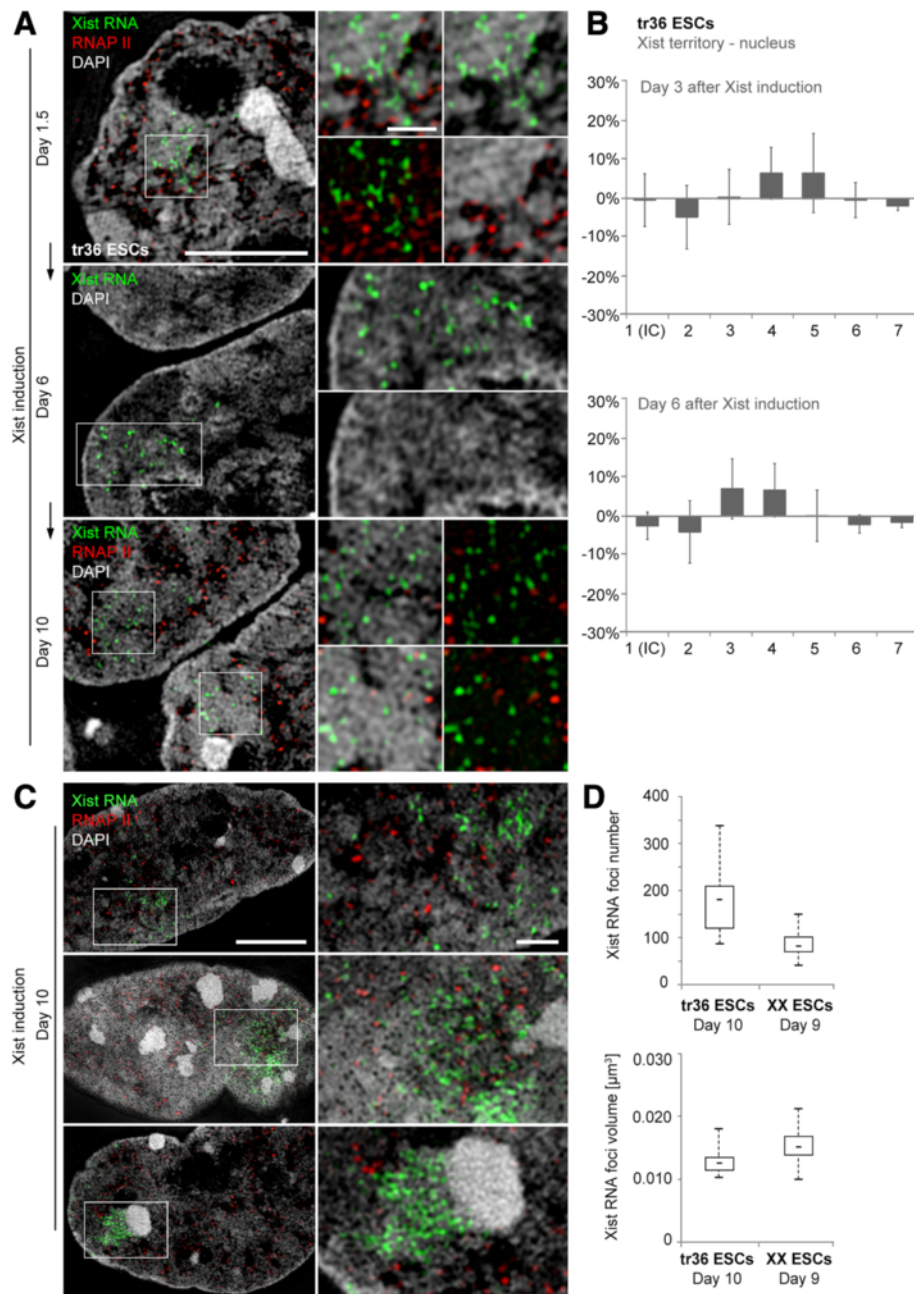 A
Xist RNA
RNAP II
DAPI
Day 1.5
tr36 ESCs
Xist RNA
DAPI
Xist induction
Day 6
Xist RNA
RNAP II
DAPI
Day 10
B
tr36 ESCs
Xist territory - nucleus
Day 3 after Xist induction
30%
20%
10%
0%
-10%
-20%
-30%
1 (IC) 2 3 4 5 6 7
Day 6 after Xist induction
30%
20%
10%
0%
-10%
-20%
-30%
1 (IC) 2 3 4 5 6 7
C
Xist RNA
RNAP II
DAPI
Xist induction
Day 10
D
Xist RNA foci number
400
300
200
100
0
tr36 ESCs XX ESCs
Day 10 Day 9
Xist RNA foci volume [µm³]
0.030
0.020
0.010
0
tr36 ESCs XX ESCs
Day 10 Day 9